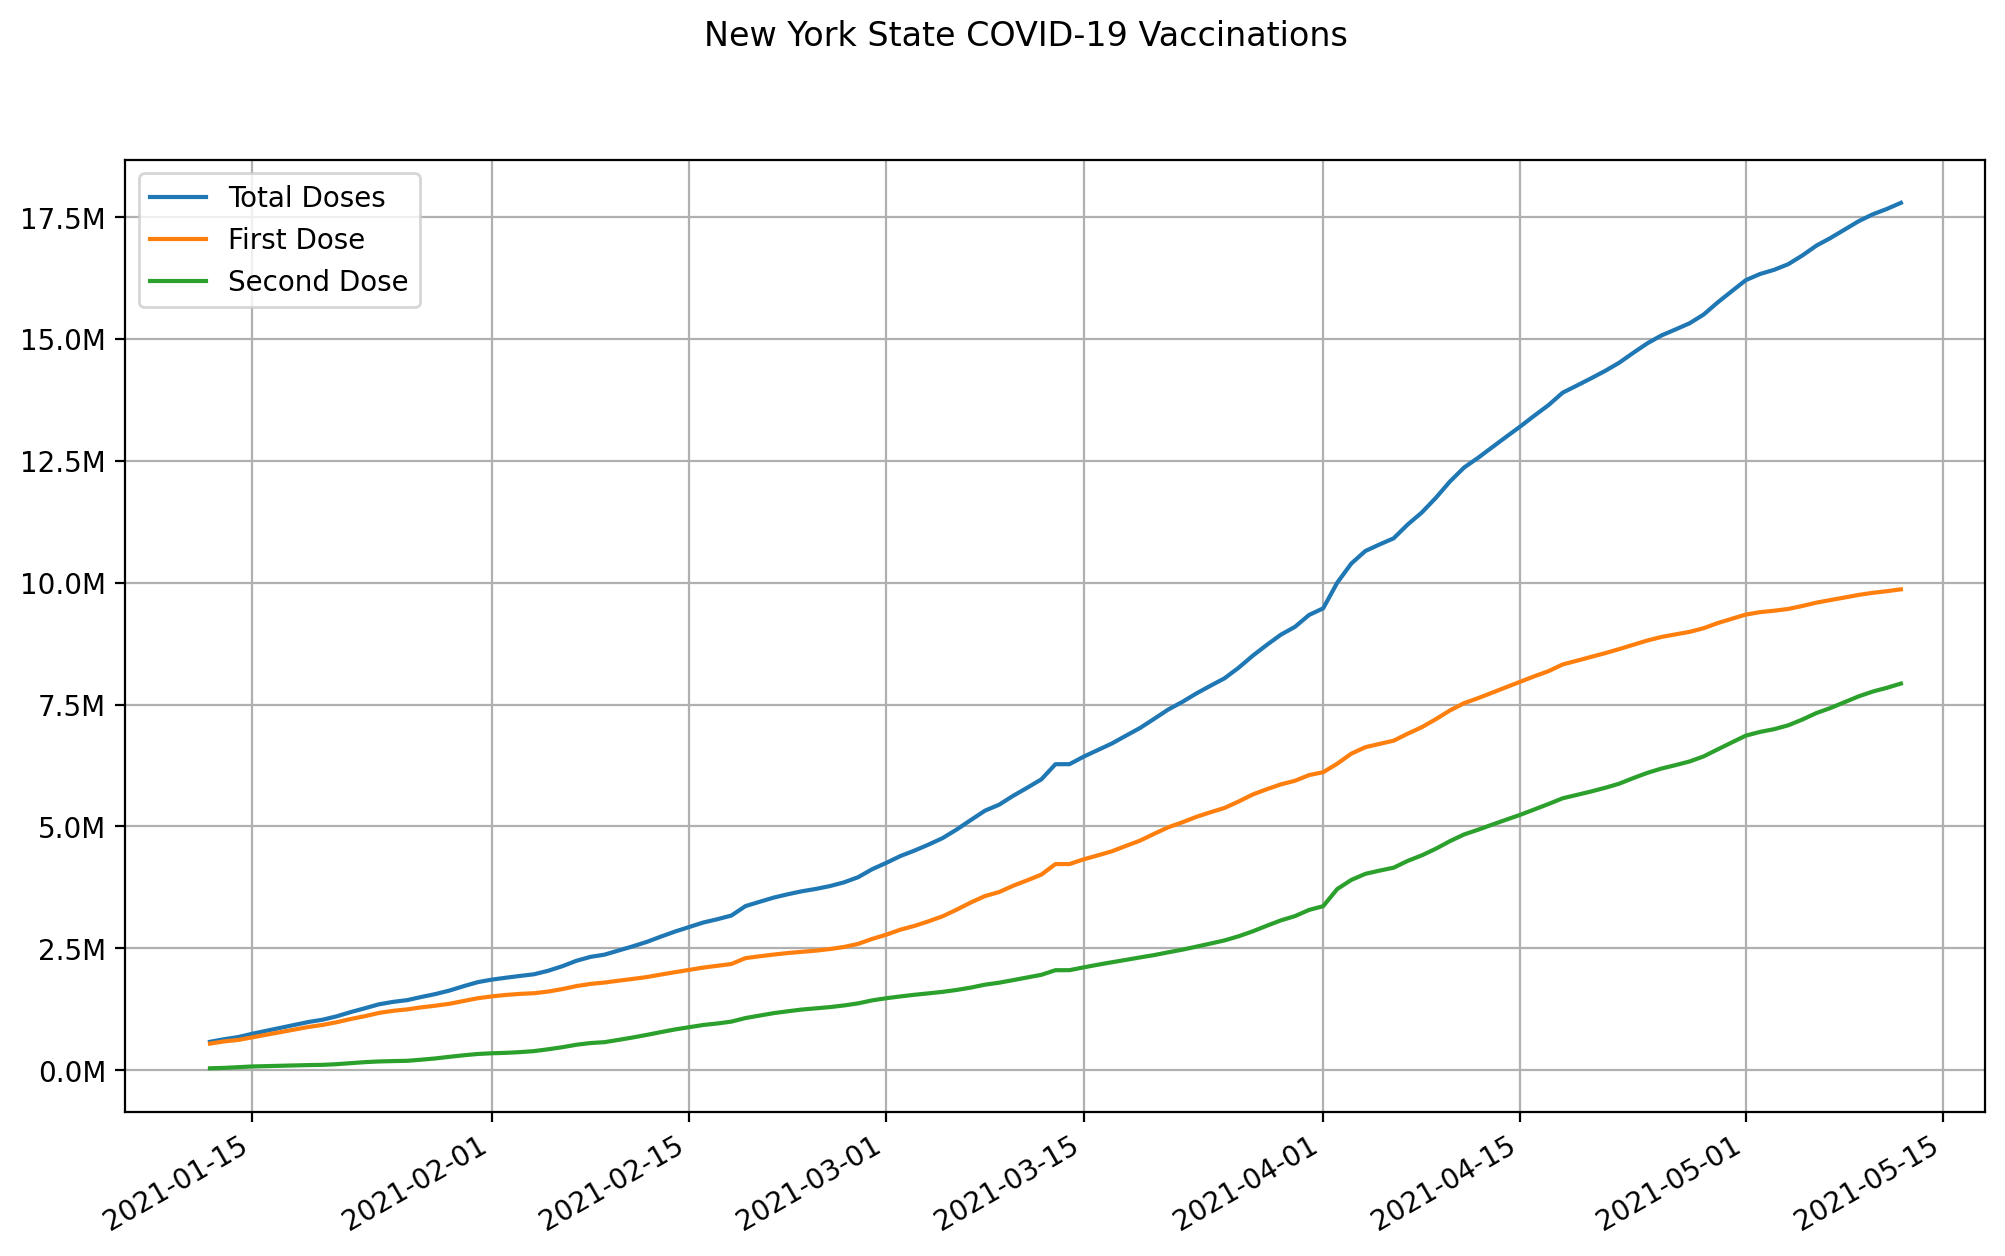 New York State COVID-19 Vaccinations
Total Doses
First Dose
Second Dose
17.5M
15.0M
12.5M
10.0M
7.5M
5.0M
2.5M
0.0M
2021-01-15
2021-02-01
2021-02-15
2021-03-01
2021-03-15
2021-04-01
2021-04-15
2021-05-01
2021-05-15